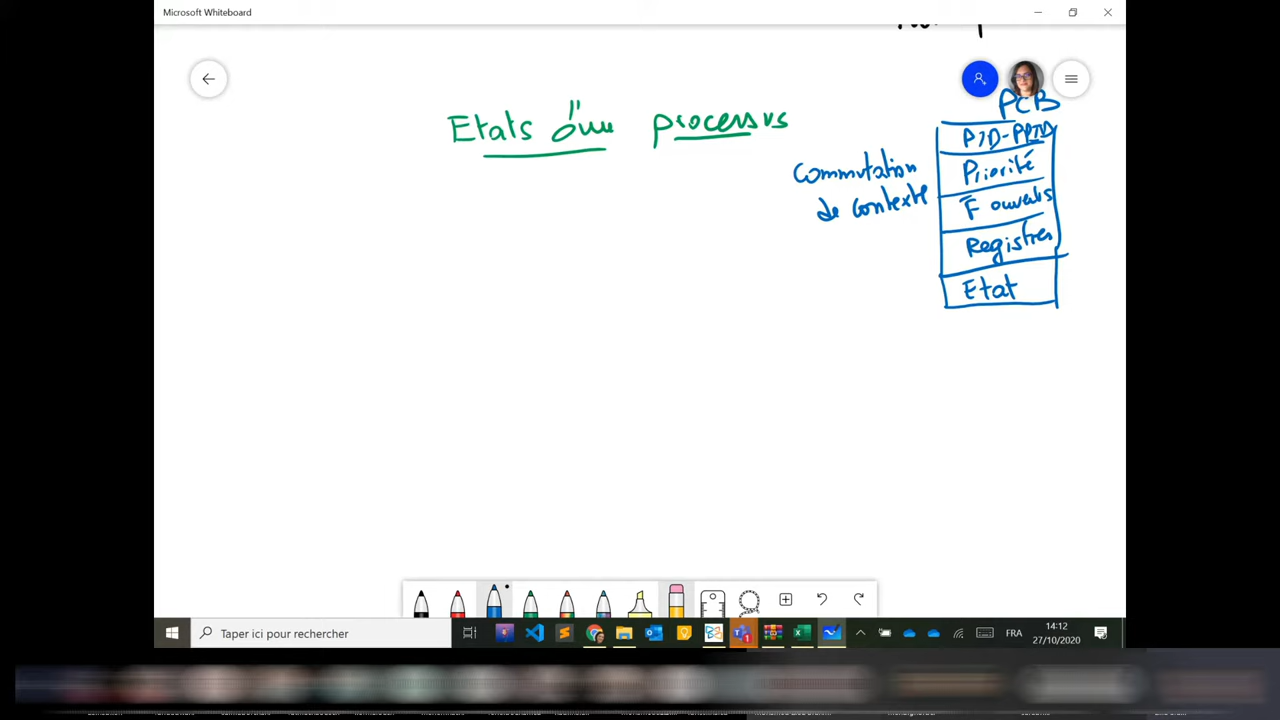 Microsoft Whiteboard
PCB
Etats d'un processus
PID-PPID
Commutation
de contexte
Priorité
F ouverts
Registres
Etat
Taper ici pour rechercher
FRA
14:12
27/10/2020